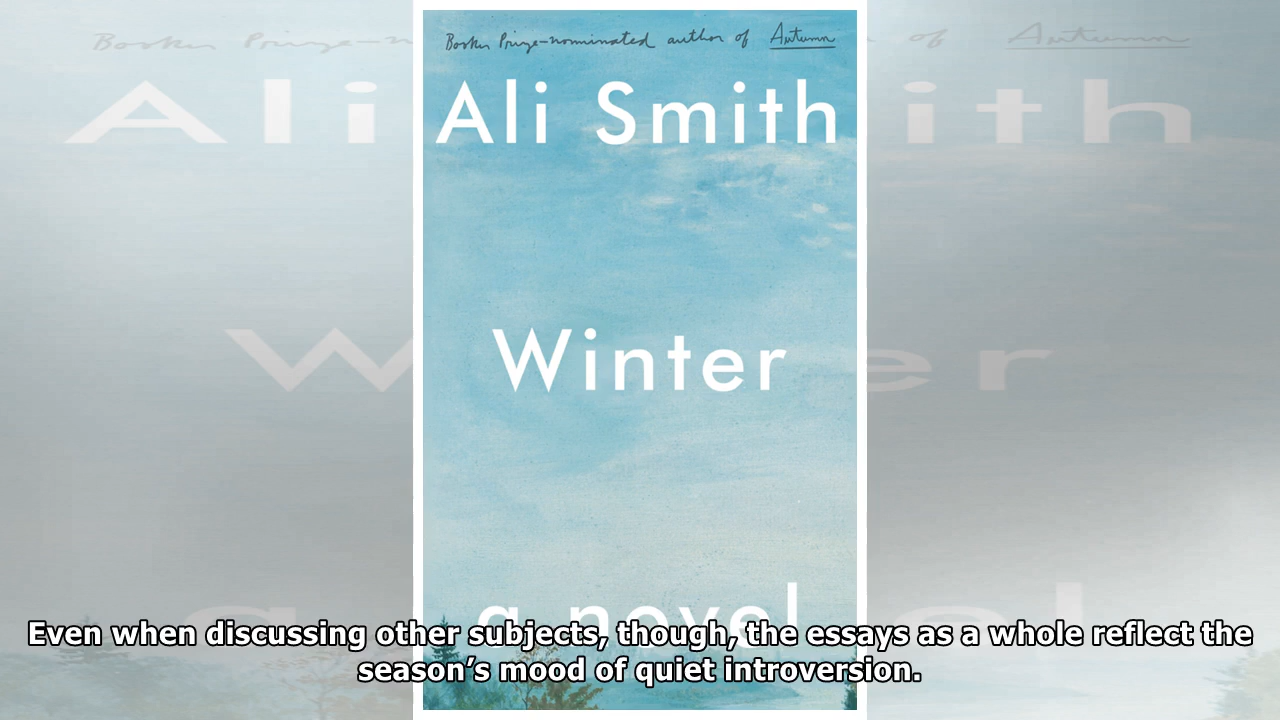 Booker Prize-nominated author of Autumn
Ali Smith
Winter
a novel
Even when discussing other subjects, though, the essays as a whole reflect the
season’s mood of quiet introversion.